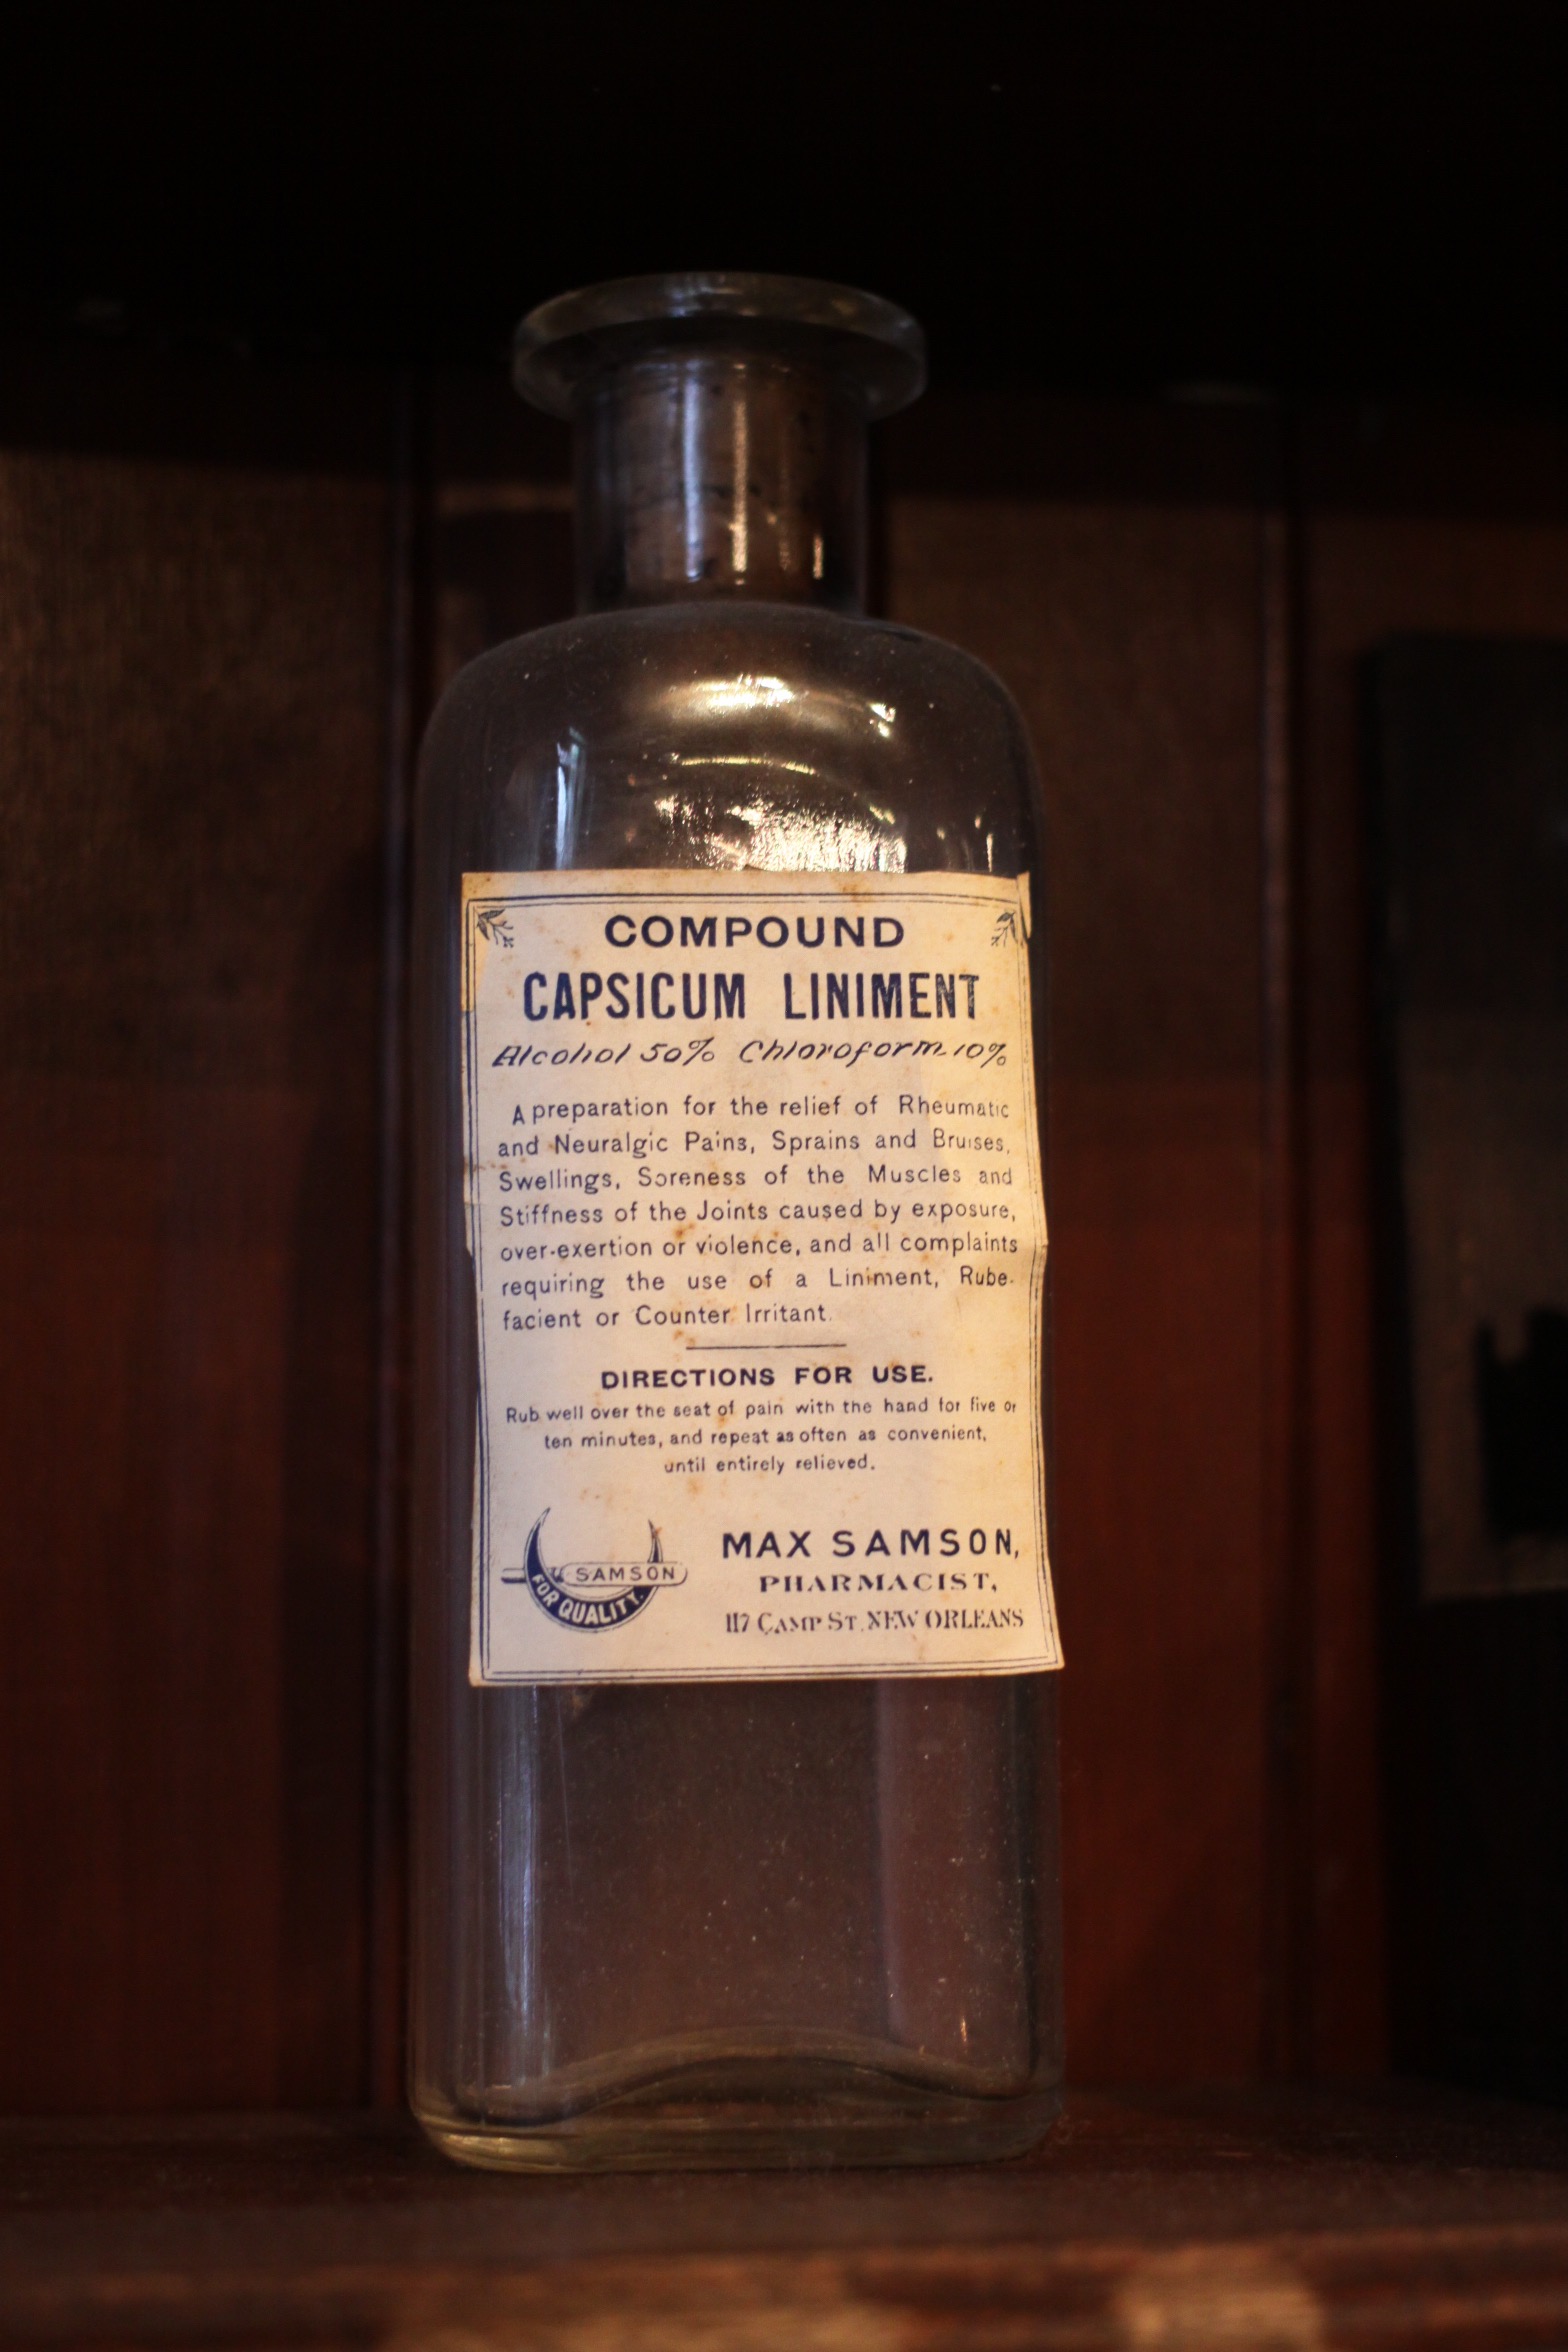 COMPOUND
CAPSICUM LINIMENT
Alcohol 50% Chloroform 10%
A preparation for the relief of Rheumatic
and Neuralgic Pains, Sprains and Bruises,
Swellings, Soreness of the Muscles and
Stiffness of the Joints caused by exposure,
over-exertion or violence, and all complaints
requiring the use of a Liniment, Rube-
facient or Counter Irritant.
DIRECTIONS FOR USE.
Rub well over the seat of pain with the hand for five or
ten minutes, and repeat as often as convenient,
until entirely relieved.
SAMSON
FOR QUALITY.
MAX SAMSON,
PHARMACIST,
117 CAMP ST. NEW ORLEANS